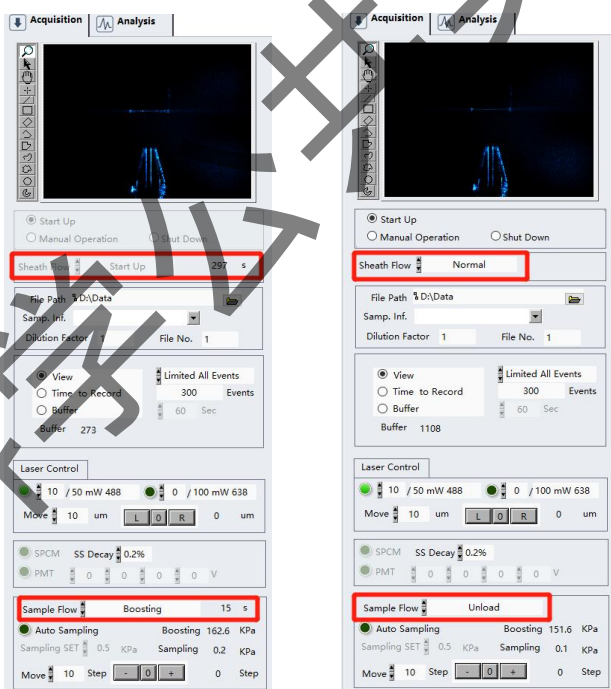 Acquisition Analysis
Start Up
Manual Operation Shut Down
Sheath Flow Start Up 297 s
File Path D:\Data
Samp. Inf.
Dilution Factor 1 File No. 1
View Limited All Events
Time to Record 300 Events
Buffer 60 Sec
Buffer 273
Laser Control
10 /50 mW 488 0 /100 mW 638
Move 10 um L 0 R 0 um
SPCM SS Decay 0.2%
PMT 0 0 0 0 V
Sample Flow Boosting 15 s
Auto Sampling Boosting 162.6 KPa
Sampling SET 0.5 KPa Sampling 0.2 KPa
Move 10 Step - 0 + 0 Step
Acquisition Analysis
Start Up
Manual Operation Shut Down
Sheath Flow Normal
File Path D:\Data
Samp. Inf.
Dilution Factor 1 File No. 1
View Limited All Events
Time to Record 300 Events
Buffer 60 Sec
Buffer 1108
Laser Control
10 /50 mW 488 0 /100 mW 638
Move 10 um L 0 R 0 um
SPCM SS Decay 0.2%
PMT 0 0 0 0 V
Sample Flow Unload
Auto Sampling Boosting 151.6 KPa
Sampling SET 0.5 KPa Sampling 0.1 KPa
Move 10 Step - 0 + 0 Step